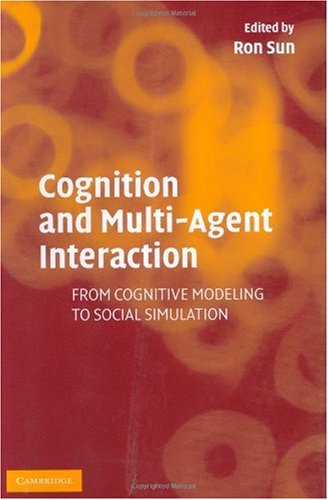 Edited by
Ron Sun
Cognition
and Multi-Agent
Interaction
FROM COGNITIVE MODELING
TO SOCIAL SIMULATION
CAMBRIDGE